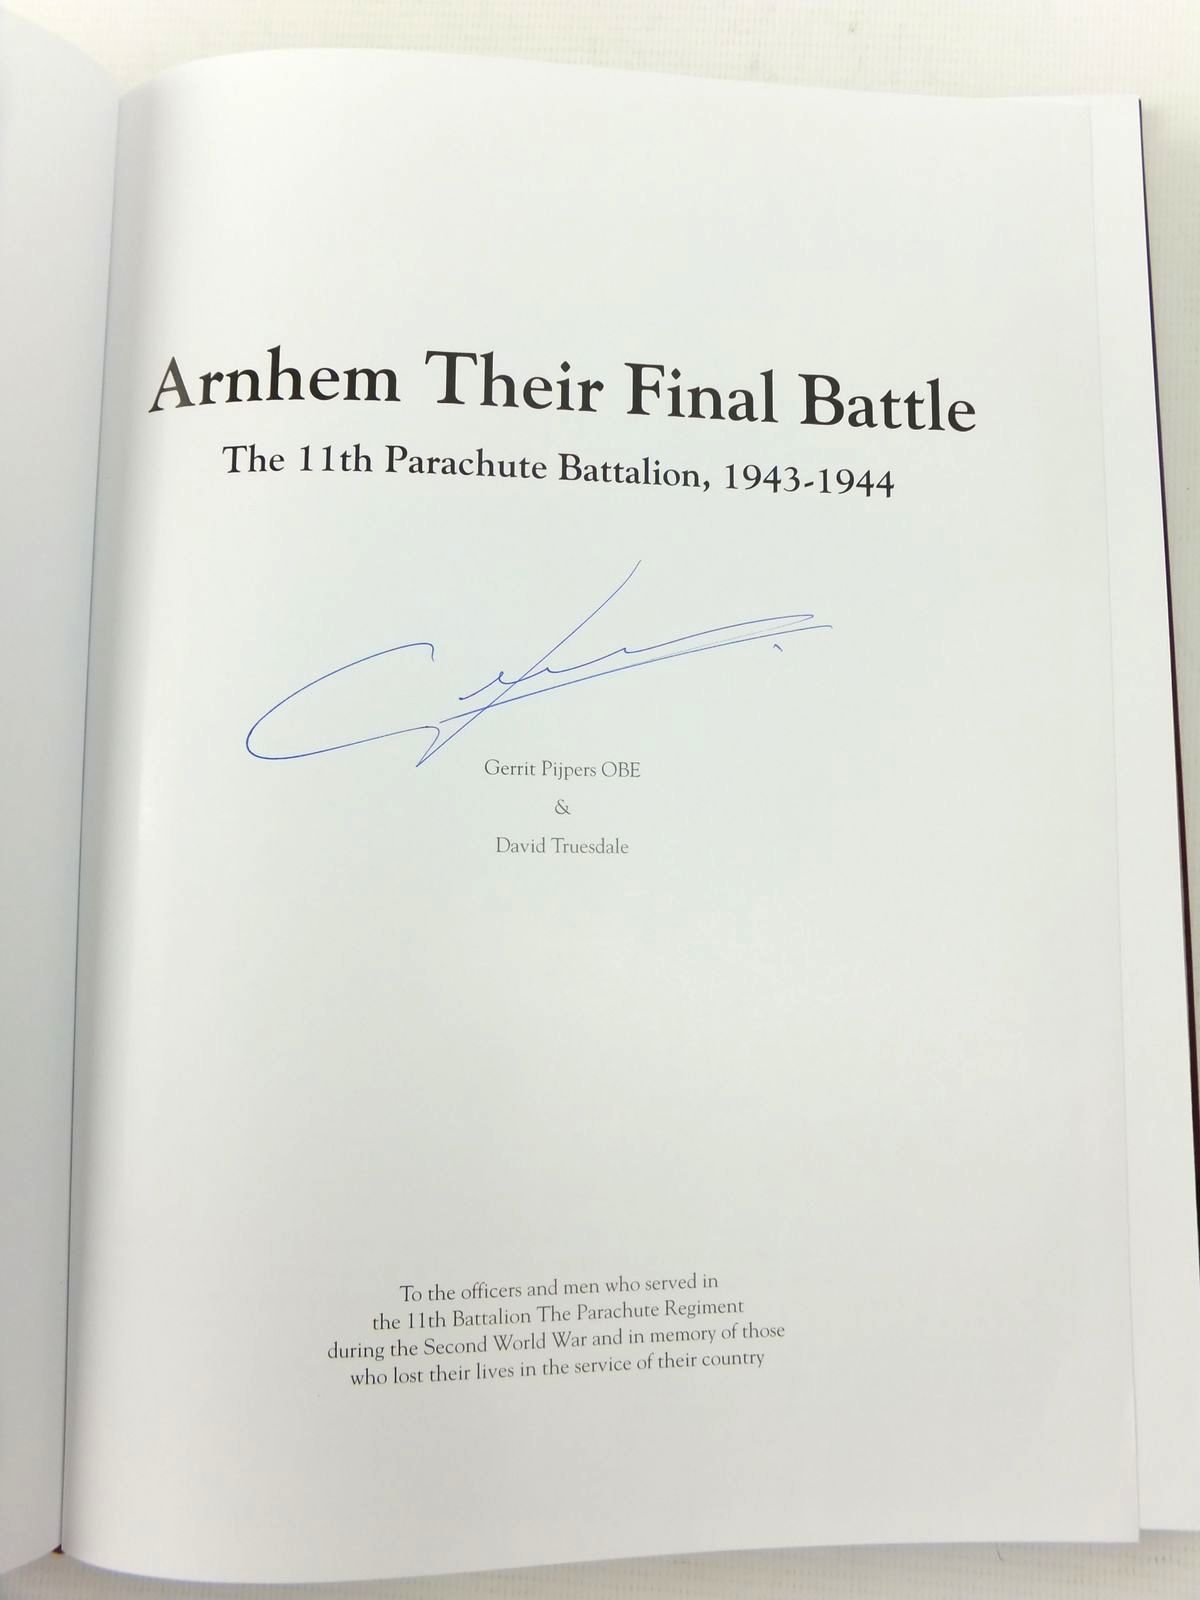 Arnhem Their Final Battle
The 11th Parachute Battalion, 1943-1944
Gerrit Pijpers OBE
&
David Truesdale
To the officers and men who served in
the 11th Battalion The Parachute Regiment
during the Second World War and in memory of those
who lost their lives in the service of their country